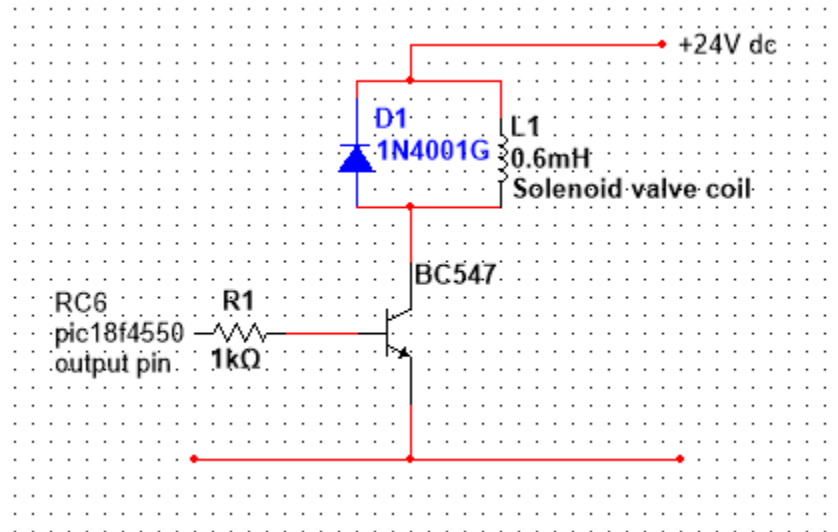 +24V dc
D1
1N4001G
L1
0.6mH
Solenoid valve coil
BC547
RC6
pic18f4550
output pin
R1
1kΩ